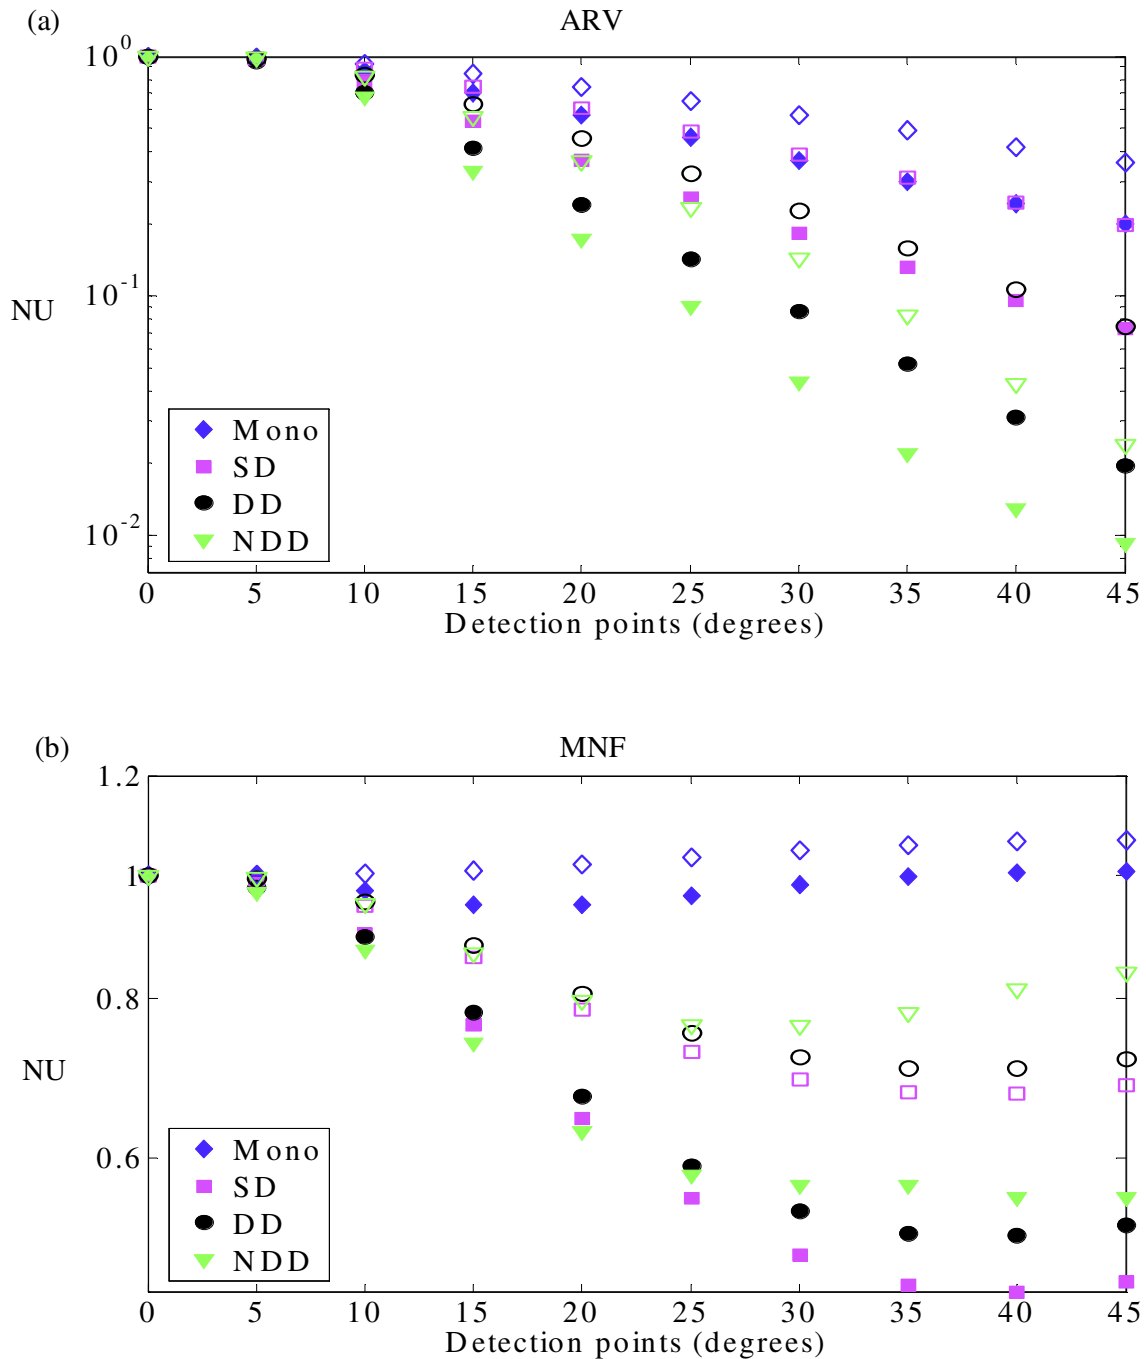 (a)
ARV
10^0
10^-1
NU
10^-2
Mono
SD
DD
NDD
0 5 10 15 20 25 30 35 40 45
Detection points (degrees)
(b)
MNF
1.2
1
0.8
NU
0.6
Mono
SD
DD
NDD
0 5 10 15 20 25 30 35 40 45
Detection points (degrees)